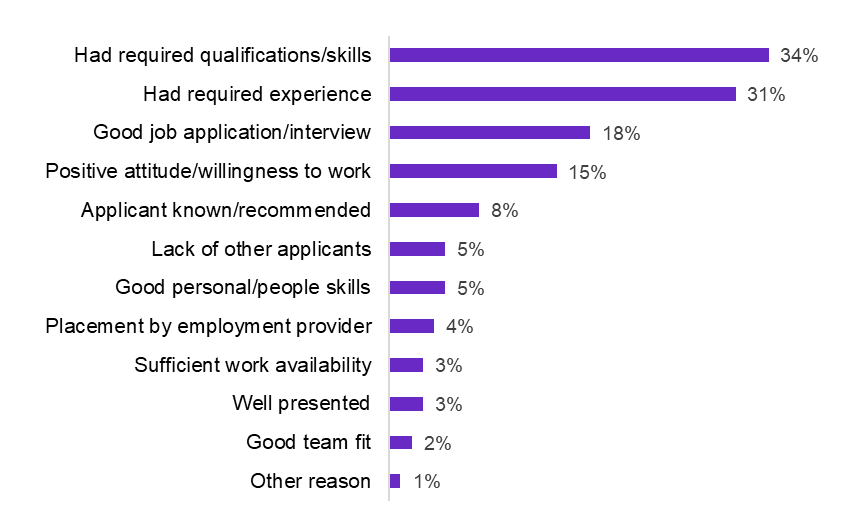 Had required qualifications/skills 34%
Had required experience 31%
Good job application/interview 18%
Positive attitude/willingness to work 15%
Applicant known/recommended 8%
Lack of other applicants 5%
Good personal/people skills 5%
Placement by employment provider 4%
Sufficient work availability 3%
Well presented 3%
Good team fit 2%
Other reason 1%